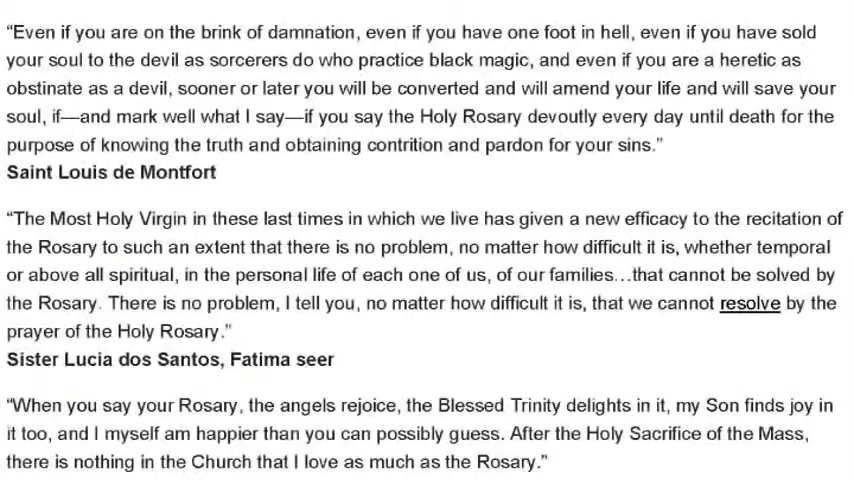 “Even if you are on the brink of damnation, even if you have one foot in hell, even if you have sold
your soul to the devil as sorcerers do who practice black magic, and even if you are a heretic as
obstinate as a devil, sooner or later you will be converted and will amend your life and will save your
soul, if—and mark well what I say—if you say the Holy Rosary devoutly every day until death for the
purpose of knowing the truth and obtaining contrition and pardon for your sins.”
Saint Louis de Montfort
“The Most Holy Virgin in these last times in which we live has given a new efficacy to the recitation of
the Rosary to such an extent that there is no problem, no matter how difficult it is, whether temporal
or above all spiritual, in the personal life of each one of us, of our families…that cannot be solved by
the Rosary. There is no problem, I tell you, no matter how difficult it is, that we cannot resolve by the
prayer of the Holy Rosary.”
Sister Lucia dos Santos, Fatima seer
“When you say your Rosary, the angels rejoice, the Blessed Trinity delights in it, my Son finds joy in
it too, and I myself am happier than you can possibly guess. After the Holy Sacrifice of the Mass,
there is nothing in the Church that I love as much as the Rosary.”